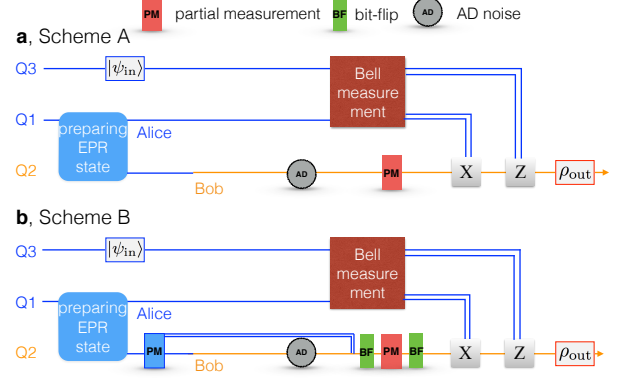 PM partial measurement BF bit-flip AD AD noise
a, Scheme A
Q3 |ψin⟩
Bell
measure
ment
Q1 preparing
EPR
state
Alice
Q2 Bob AD PM X Z ρout
b, Scheme B
Q3 |ψin⟩
Bell
measure
ment
Q1 preparing
EPR
state
Alice
Q2 PM Bob AD BF PM BF X Z ρout